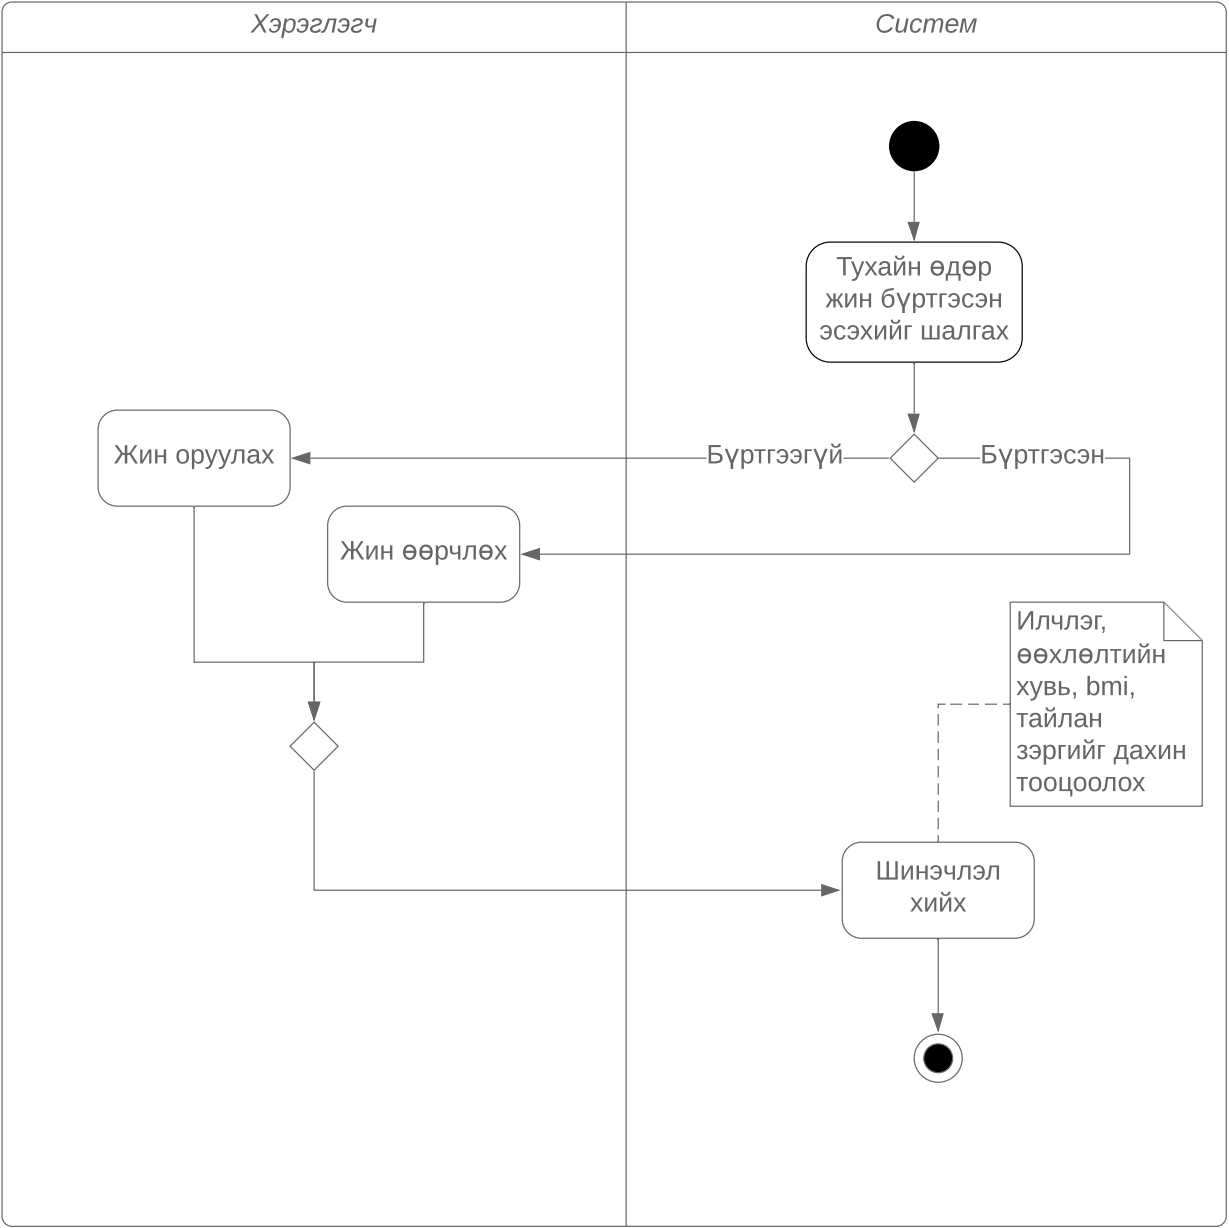 Хэрэглэгч
Систем
Тухайн өдөр
жин бүртгэсэн
эсэхийг шалгах
Жин оруулах
Бүртгээгүй
Бүртгэсэн
Жин өөрчлөх
Илчлэг,
өөхлөлтийн
хувь, bmi,
тайлан
зэргийг дахин
тооцоолох
Шинэчлэл
хийх